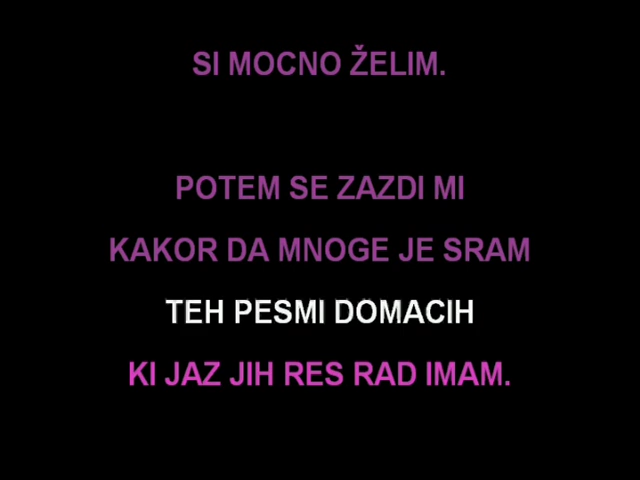 SI MOCNO ŽELIM.
POTEM SE ZAZDI MI
KAKOR DA MNOGE JE SRAM
TEH PESMI DOMACIH
KI JAZ JIH RES RAD IMAM.